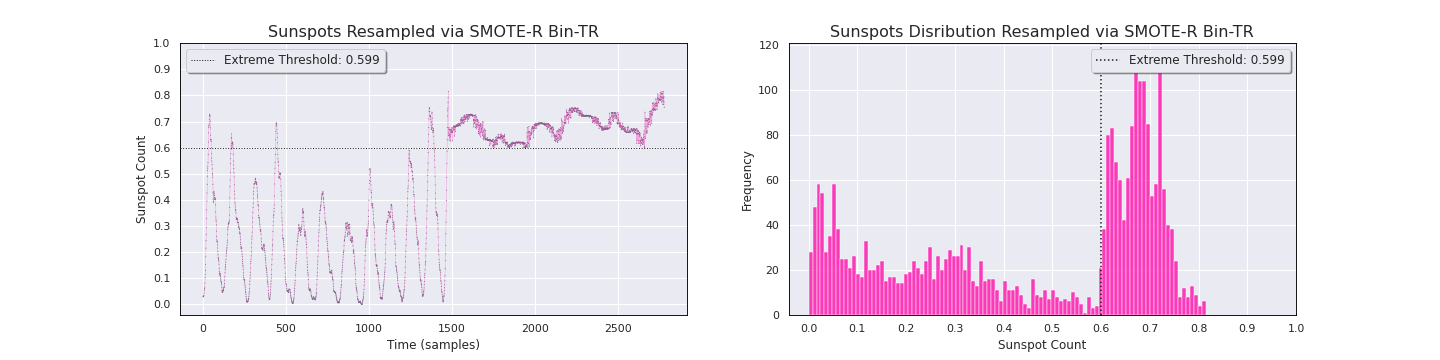 Sunspots Resampled via SMOTE-R Bin-TR
Extreme Threshold: 0.599
Sunspot Count
1.0
0.9
0.8
0.7
0.6
0.5
0.4
0.3
0.2
0.1
0.0
0 500 1000 1500 2000 2500
Time (samples)
Sunspots Disribution Resampled via SMOTE-R Bin-TR
Extreme Threshold: 0.599
Frequency
120
100
80
60
40
20
0
0.0 0.1 0.2 0.3 0.4 0.5 0.6 0.7 0.8 0.9 1.0
Sunspot Count